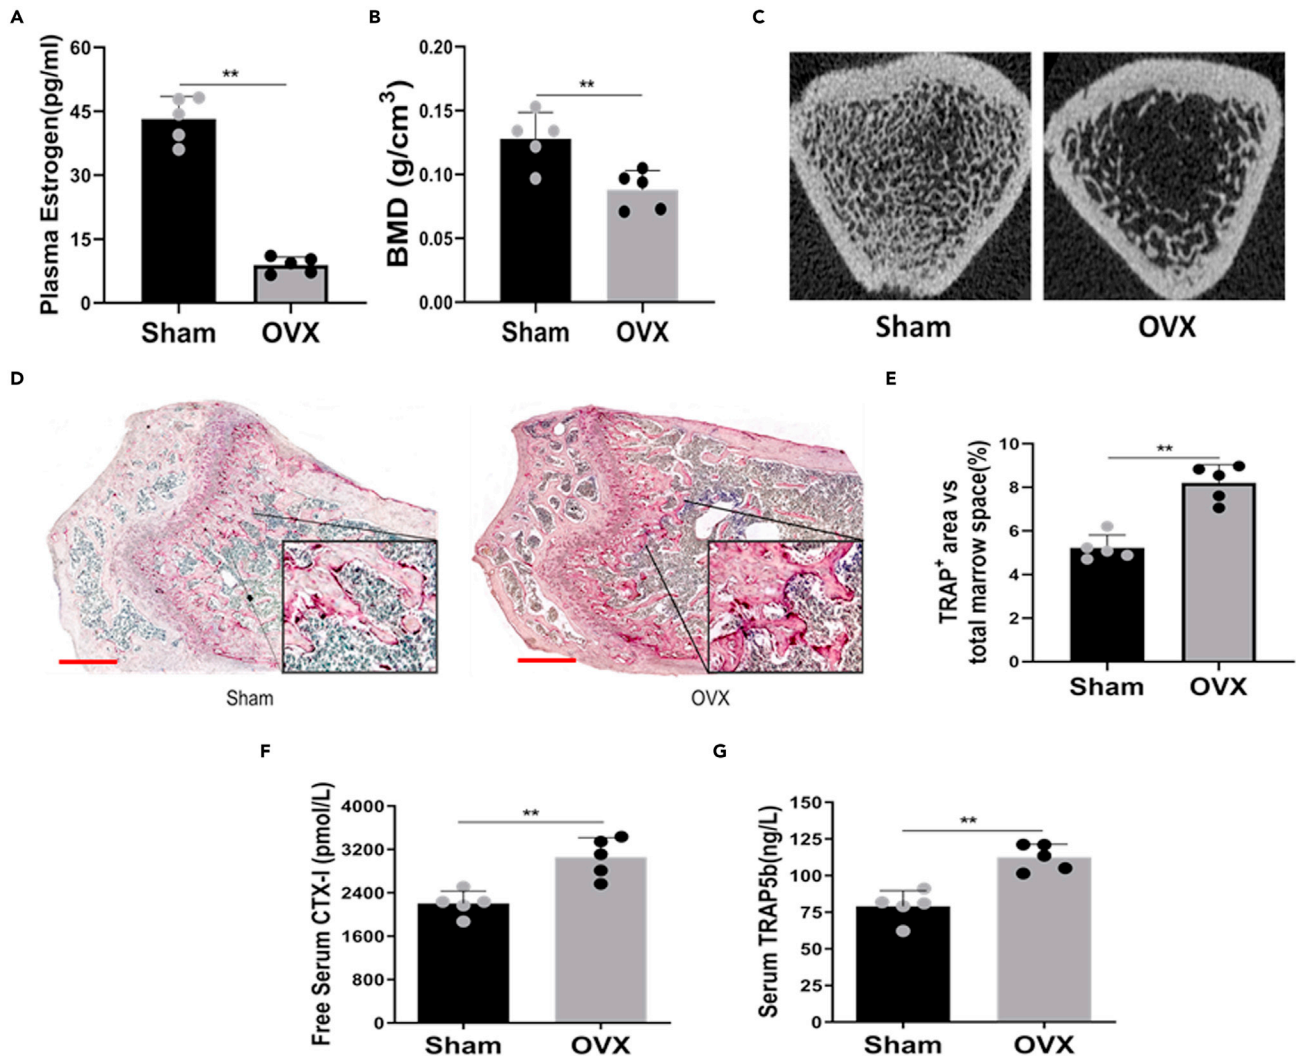 A
Plasma Estrogen(pg/ml)
60
45
30
15
0
**
Sham
OVX
B
BMD (g/cm3)
0.20
0.15
0.10
0.05
0.00
**
Sham
OVX
C
Sham
OVX
D
Sham
OVX
E
TRAP+ area vs
total marrow space(%)
10
8
6
4
2
0
**
Sham
OVX
F
Free Serum CTX-I (pmol/L)
4000
3200
2400
1600
800
0
**
Sham
OVX
G
Serum TRAP5b(ng/L)
150
125
100
75
50
25
0
**
Sham
OVX